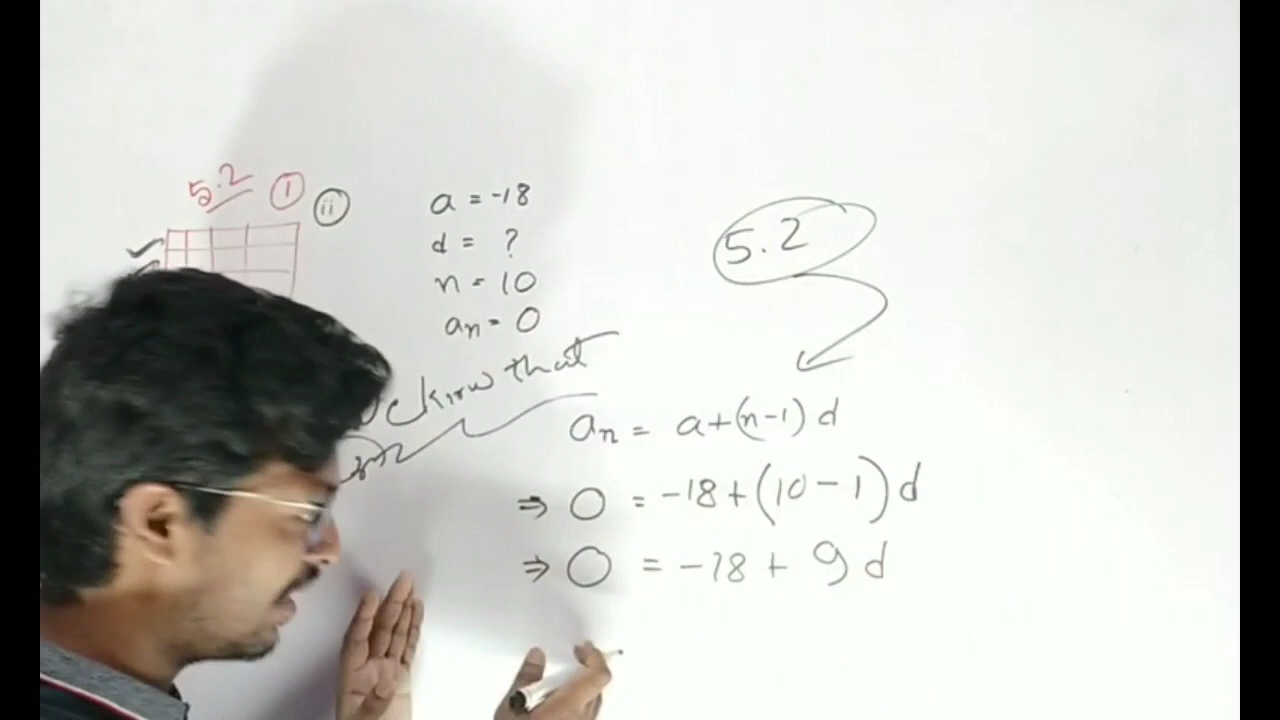 5.2 ① ⓘⓘ
a = -18
d = ?
n = 10
an = 0
know that
5.2
an = a+(n-1) d
⇒ 0 = -18+(10-1) d
⇒ 0 = -18 + 9 d